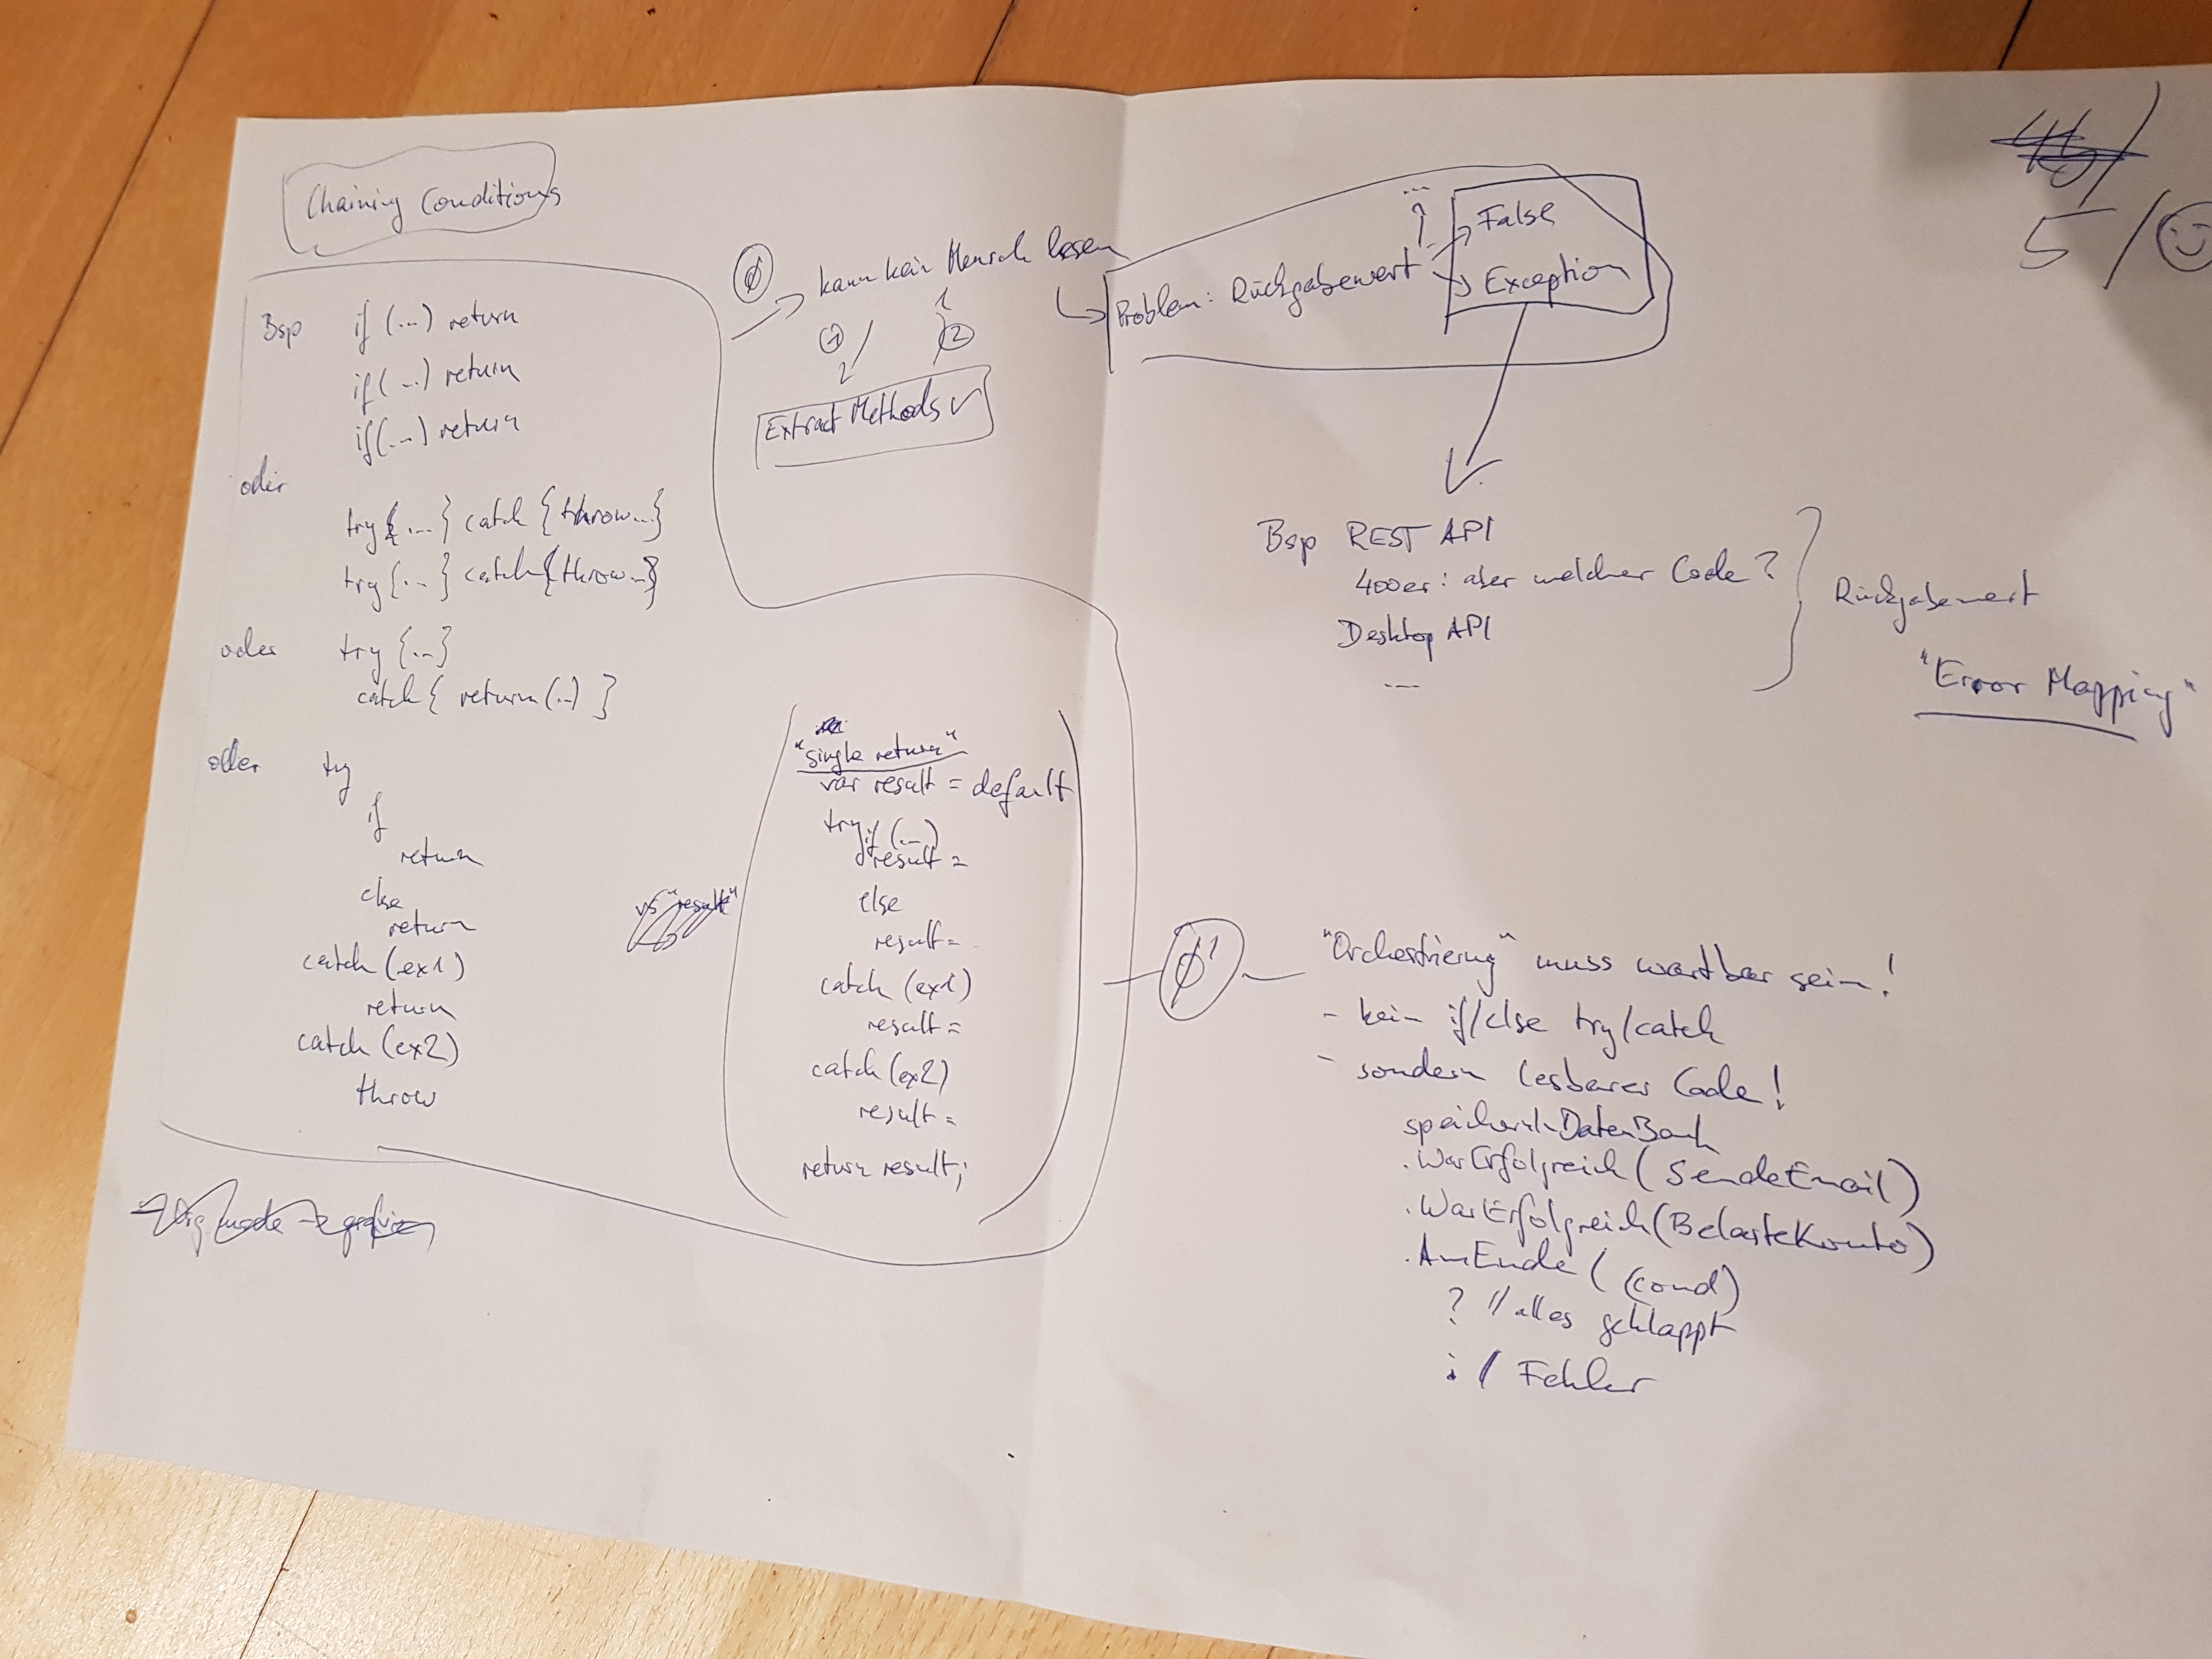 Chaining Conditions
Bsp if (...) return
if (...) return
if (...) return
oder
try {...} catch {throw...}
try {...} catch {throw...}
oder try {...}
catch { return (...) }
oder try
if
return
else
return
catch (ex1)
return
catch (ex2)
throw
vs "result"
"single return"
var result = default
try
if (...)
result =
else
result =
catch (ex1)
result =
catch (ex2)
result =
return result;
Ø
kann kein Mensch lesen
1
2
Extract Methods ✓
Problem: Rückgabewert
...
?
False
Exception
5 / ☺
Bsp REST API
400er: aber welcher Code?
Desktop API
...
Rückgabewert
"Error Mapping"
Ø'
"Orchestrierung" muss wartbar sein!
- kein if/else try/catch
- sondern lesbarer Code!
speicherInDatenBank
.WarErfolgreich (SendeEmail)
.WarErfolgreich (BelasteKonto)
.AmEnde ( (cond)
? // alles geklappt
: / Fehler